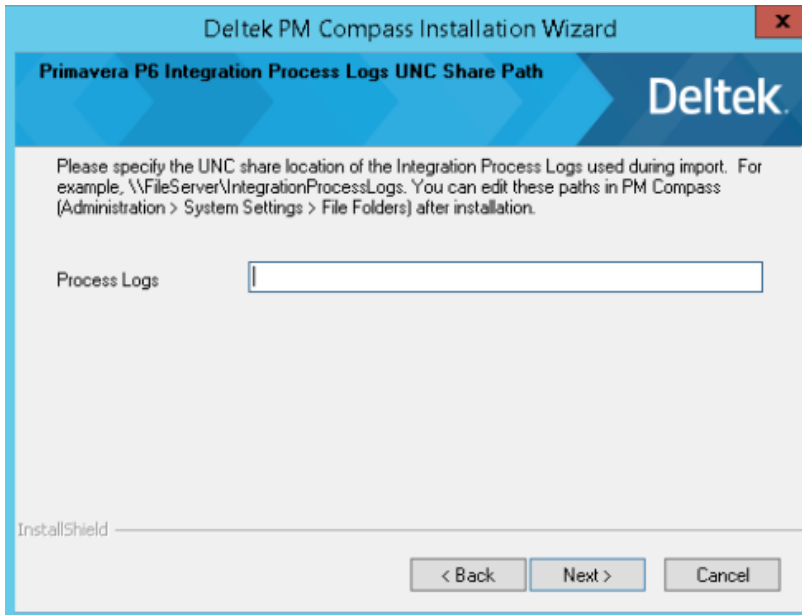 Deltek PM Compass Installation Wizard
x
Primavera P6 Integration Process Logs UNC Share Path
Deltek.
Please specify the UNC share location of the Integration Process Logs used during import. For
example, \\FileServer\IntegrationProcessLogs. You can edit these paths in PM Compass
(Administration > System Settings > File Folders) after installation.
Process Logs
InstallShield
< Back
Next >
Cancel